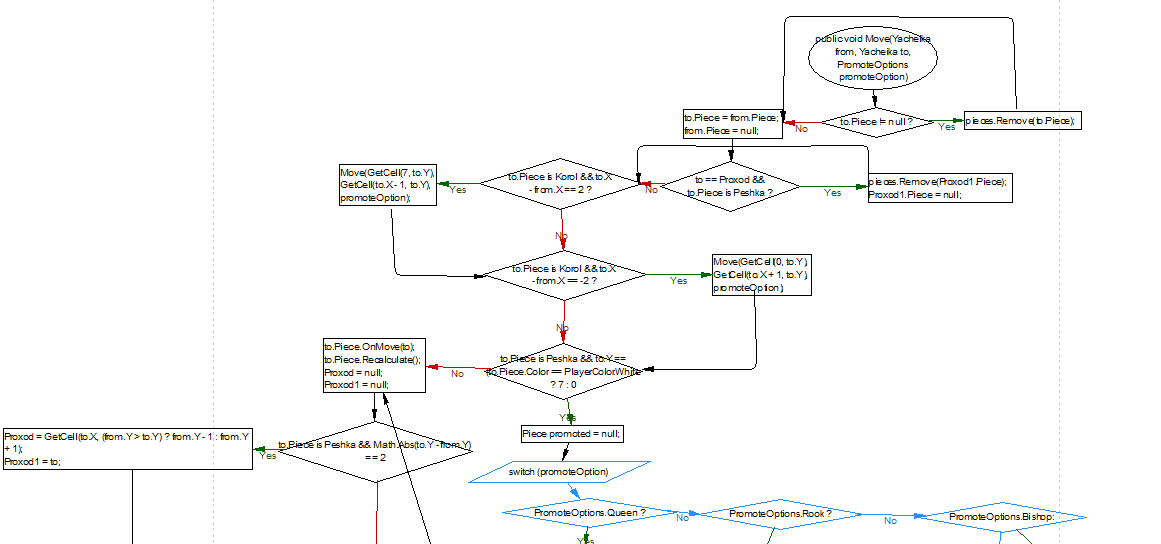 public void Move(Yacheika
from, Yacheika to,
PromoteOptions
promoteOption)
to.Piece != null ?
No
Yes
pieces.Remove(to.Piece);
to.Piece = from.Piece;
from.Piece = null;
to == Proxod &&
to.Piece is Peshka ?
No
Yes
pieces.Remove(Proxod1.Piece);
Proxod1.Piece = null;
to.Piece is Korol && to.X
- from.X == 2 ?
Yes
No
Move(GetCell(7, to.Y),
GetCell(to.X - 1, to.Y),
promoteOption);
to.Piece is Korol && to.X
- from.X == -2 ?
Yes
No
Move(GetCell(0, to.Y),
GetCell(to.X + 1, to.Y),
promoteOption);
to.Piece is Peshka && to.Y ==
(to.Piece.Color == PlayerColorWhite
? 7 : 0
No
Yes
to.Piece.OnMove(to);
to.Piece.Recalculate();
Proxod = null;
Proxod1 = null;
Piece promoted = null;
to.Piece is Peshka && Math.Abs(to.Y - from.Y)
== 2
Yes
Proxod = GetCell(to.X, (from.Y > to.Y) ? from.Y - 1 : from.Y
+ 1);
Proxod1 = to;
switch (promoteOption)
PromoteOptions.Queen ?
No
Yes
PromoteOptions.Rook ?
No
PromoteOptions.Bishop: